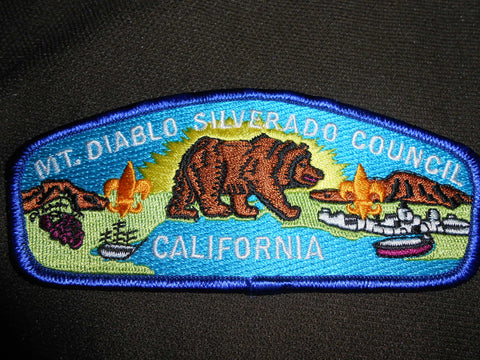 MT. DIABLO SILVERADO COUNCIL
CALIFORNIA